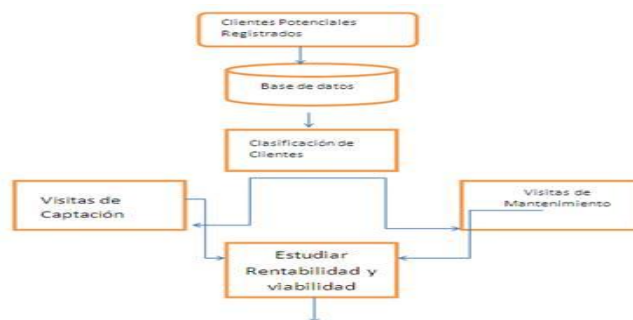 Clientes Potenciales
Registrados
Base de datos
Clasificación de
Clientes
Visitas de
Captación
Visitas de
Mantenimiento
Estudiar
Rentabilidad y
viabilidad